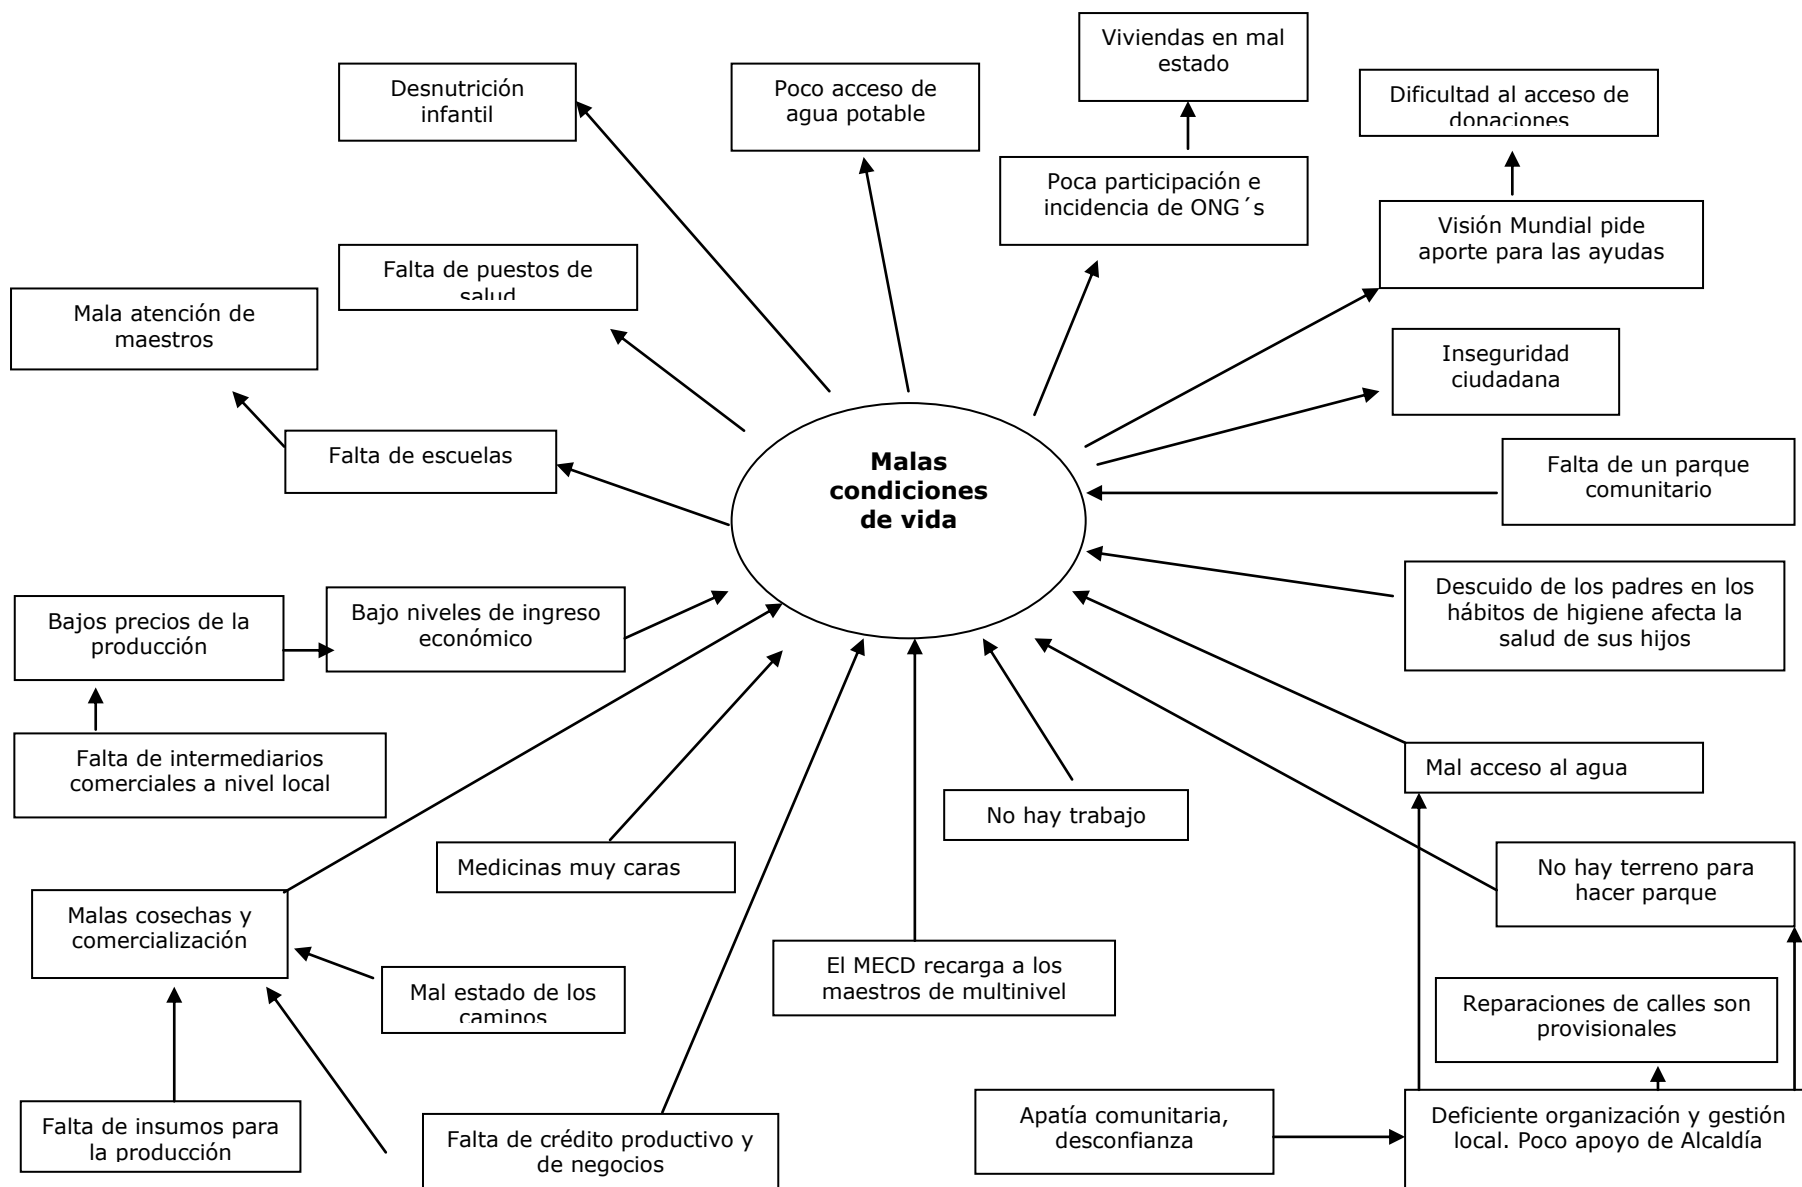 Viviendas en mal
estado
Desnutrición
infantil
Poco acceso de
agua potable
Dificultad al acceso de
donaciones
Poca participación e
incidencia de ONG´s
Visión Mundial pide
aporte para las ayudas
Falta de puestos de
salud
Mala atención de
maestros
Inseguridad
ciudadana
Falta de escuelas
Malas
condiciones
de vida
Falta de un parque
comunitario
Bajos precios de la
producción
Bajo niveles de ingreso
económico
Descuido de los padres en los
hábitos de higiene afecta la
salud de sus hijos
Falta de intermediarios
comerciales a nivel local
Mal acceso al agua
No hay trabajo
Medicinas muy caras
No hay terreno para
hacer parque
Malas cosechas y
comercialización
El MECD recarga a los
maestros de multinivel
Mal estado de los
caminos
Reparaciones de calles son
provisionales
Falta de insumos para
la producción
Falta de crédito productivo y
de negocios
Apatía comunitaria,
desconfianza
Deficiente organización y gestión
local. Poco apoyo de Alcaldía